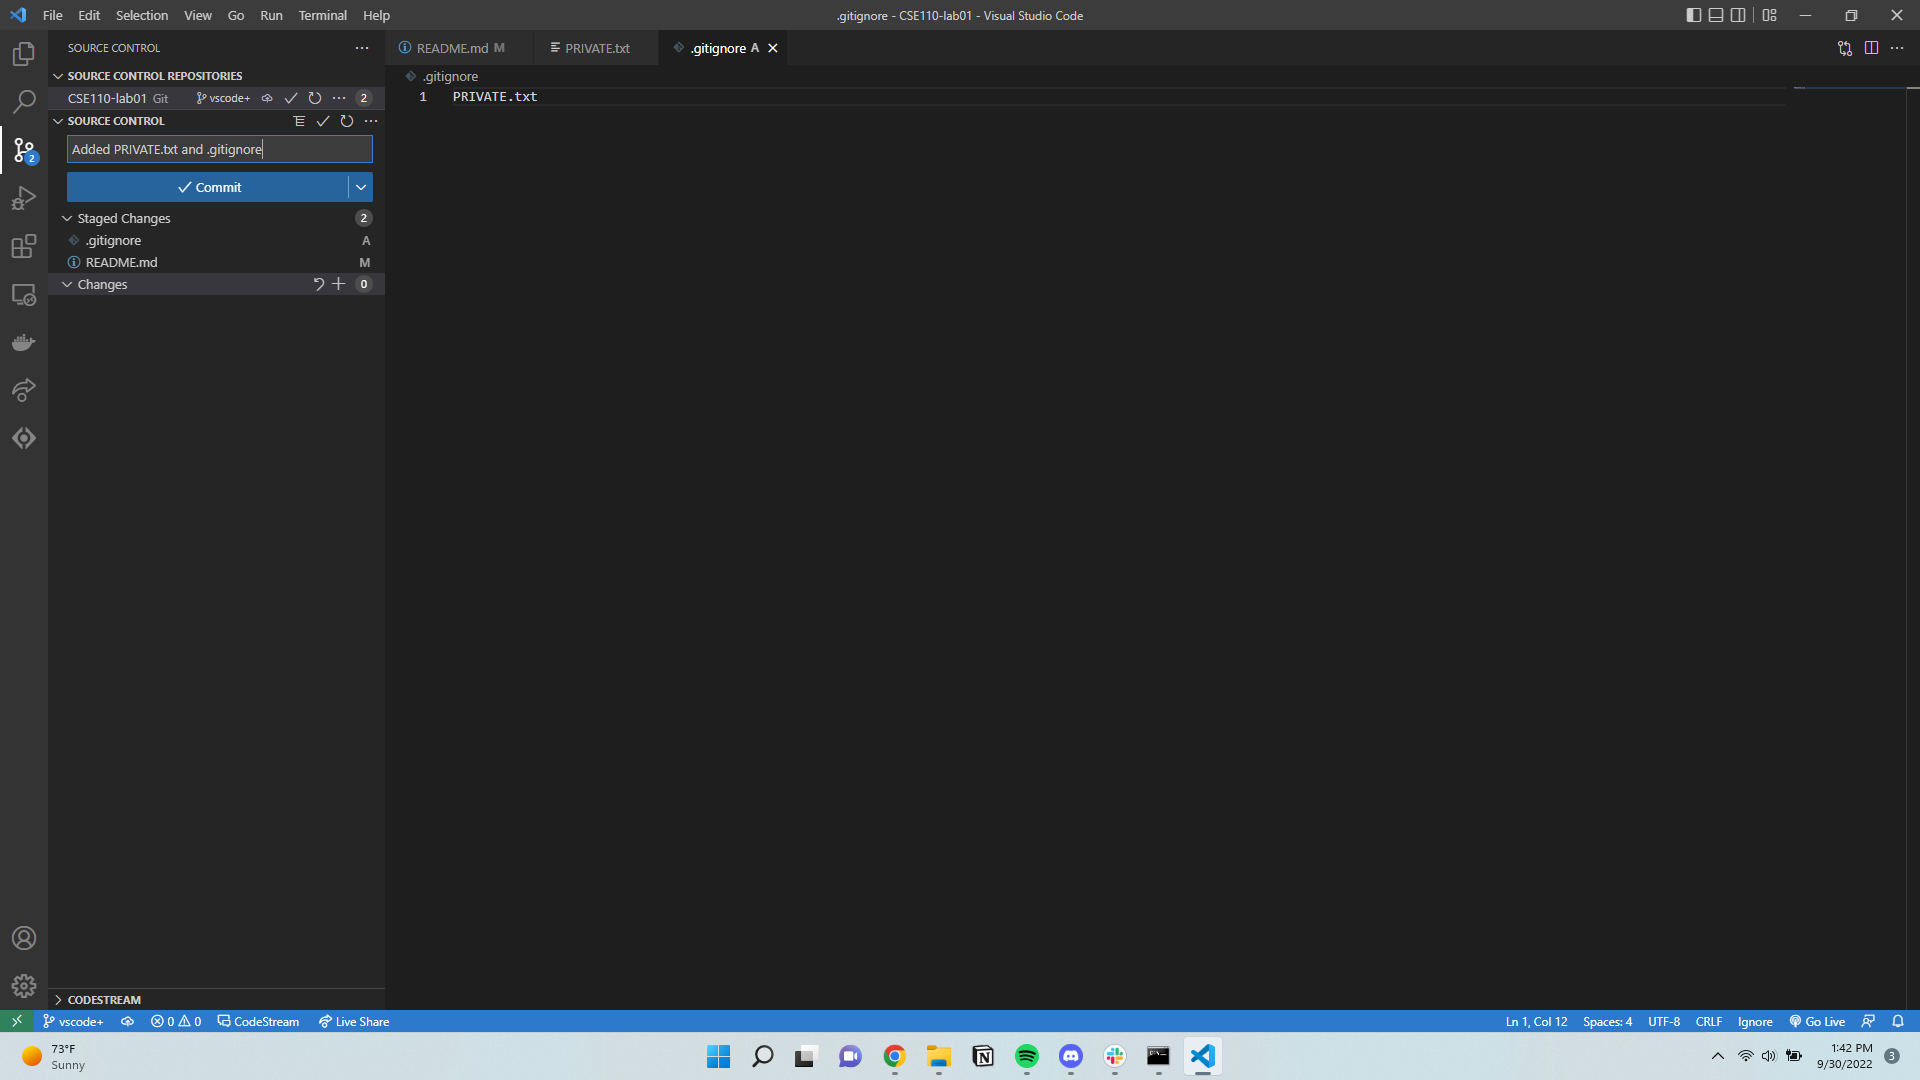 File Edit Selection View Go Run Terminal Help
.gitignore - CSE110-lab01 - Visual Studio Code
SOURCE CONTROL
README.md M
PRIVATE.txt
.gitignore A
SOURCE CONTROL REPOSITORIES
.gitignore
CSE110-lab01 Git vscode+ 2
1 PRIVATE.txt
SOURCE CONTROL
Added PRIVATE.txt and .gitignore
2
Commit
Staged Changes 2
.gitignore A
README.md M
Changes 0
CODESTREAM
vscode+ 0 0 CodeStream Live Share
Ln 1, Col 12 Spaces: 4 UTF-8 CRLF Ignore Go Live
73°F
Sunny
1:42 PM
9/30/2022
3